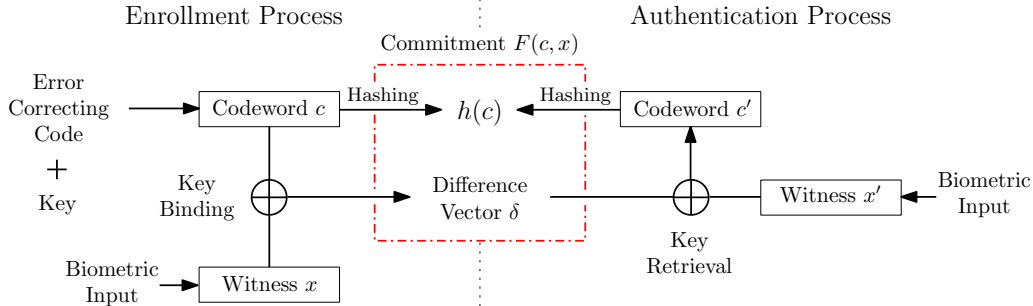 Enrollment Process
Authentication Process
Commitment F(c, x)
Error
Correcting
Code
+
Key
Codeword c
Hashing
h(c)
Hashing
Codeword c′
Key
Binding
Difference
Vector δ
Witness x′
Biometric
Input
Key
Retrieval
Biometric
Input
Witness x